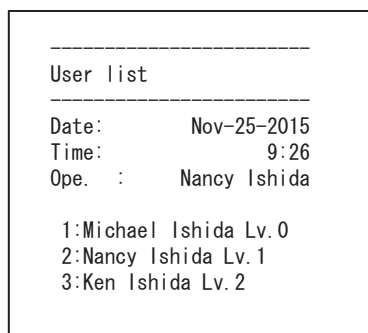 ------------------------
User list
------------------------
Date: Nov-25-2015
Time: 9:26
Ope. : Nancy Ishida
1:Michael Ishida Lv.0
2:Nancy Ishida Lv.1
3:Ken Ishida Lv.2